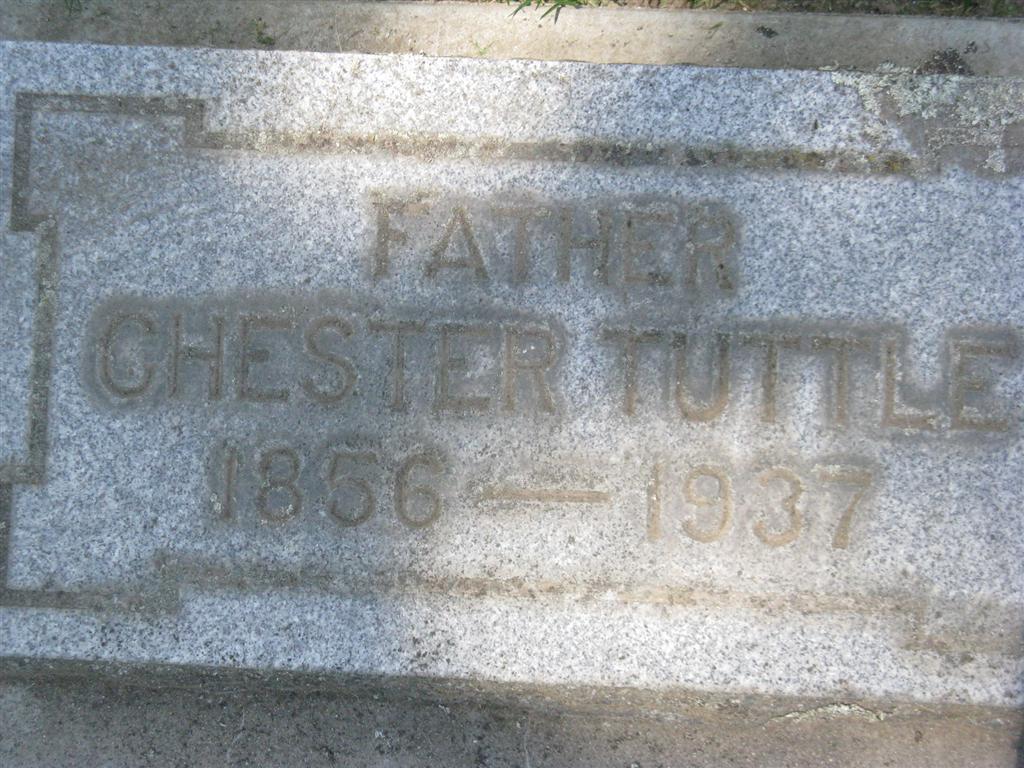 FATHER
CHESTER TUTTLE
1856 — 1937